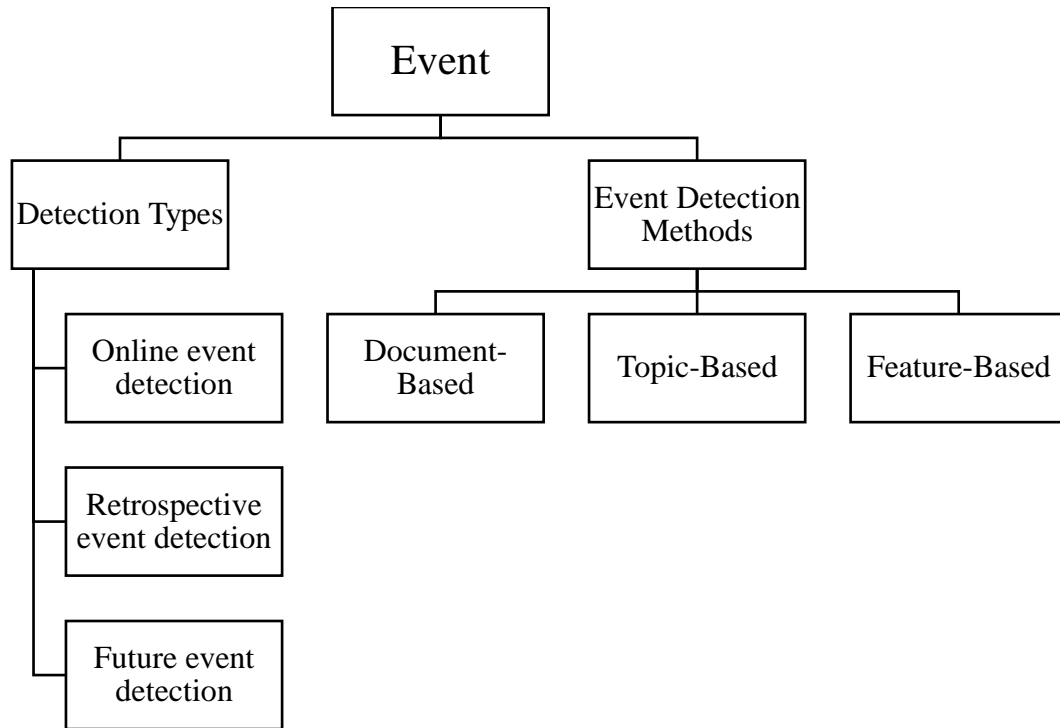 Event
Detection Types
Event Detection
Methods
Online event
detection
Retrospective
event detection
Future event
detection
Document-
Based
Topic-Based
Feature-Based